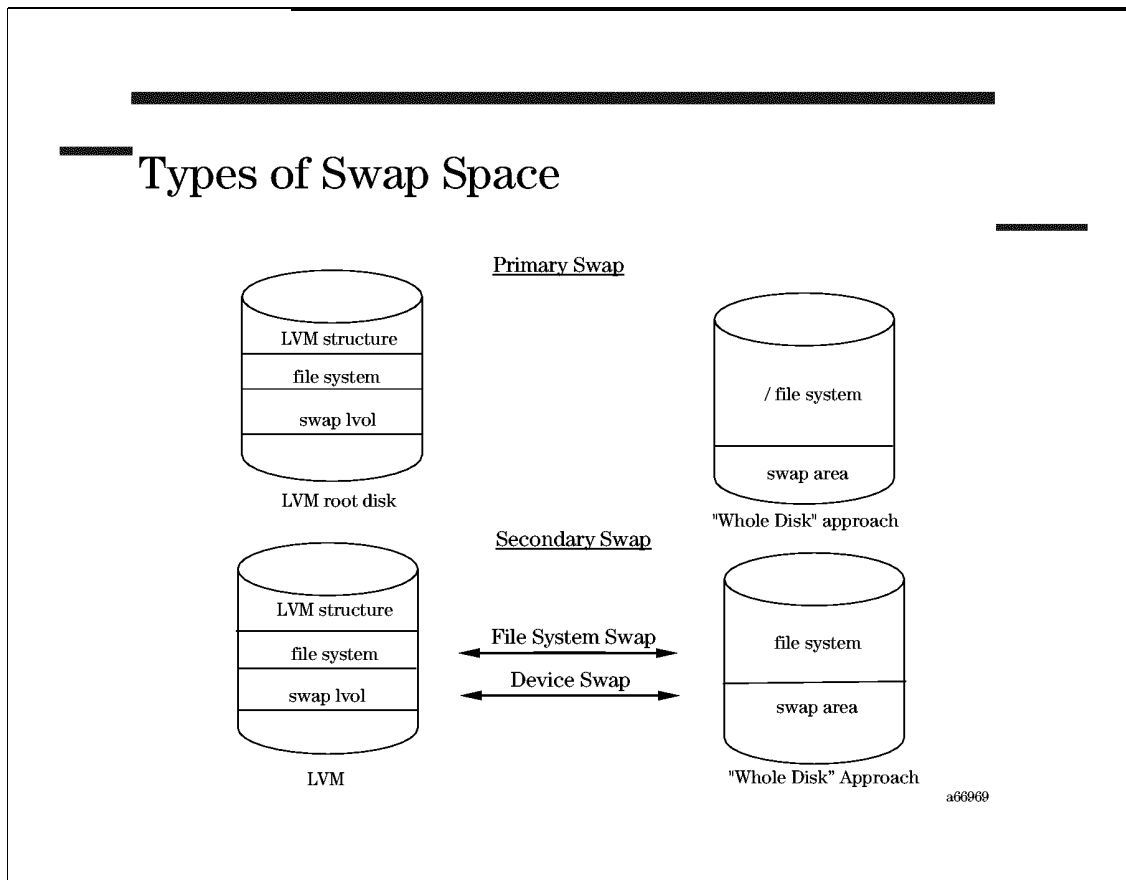 Types of Swap Space
Primary Swap
LVM structure
file system
swap lvol
LVM root disk
/ file system
swap area
"Whole Disk" approach
Secondary Swap
LVM structure
file system
swap lvol
LVM
File System Swap
Device Swap
file system
swap area
"Whole Disk" Approach
a66969